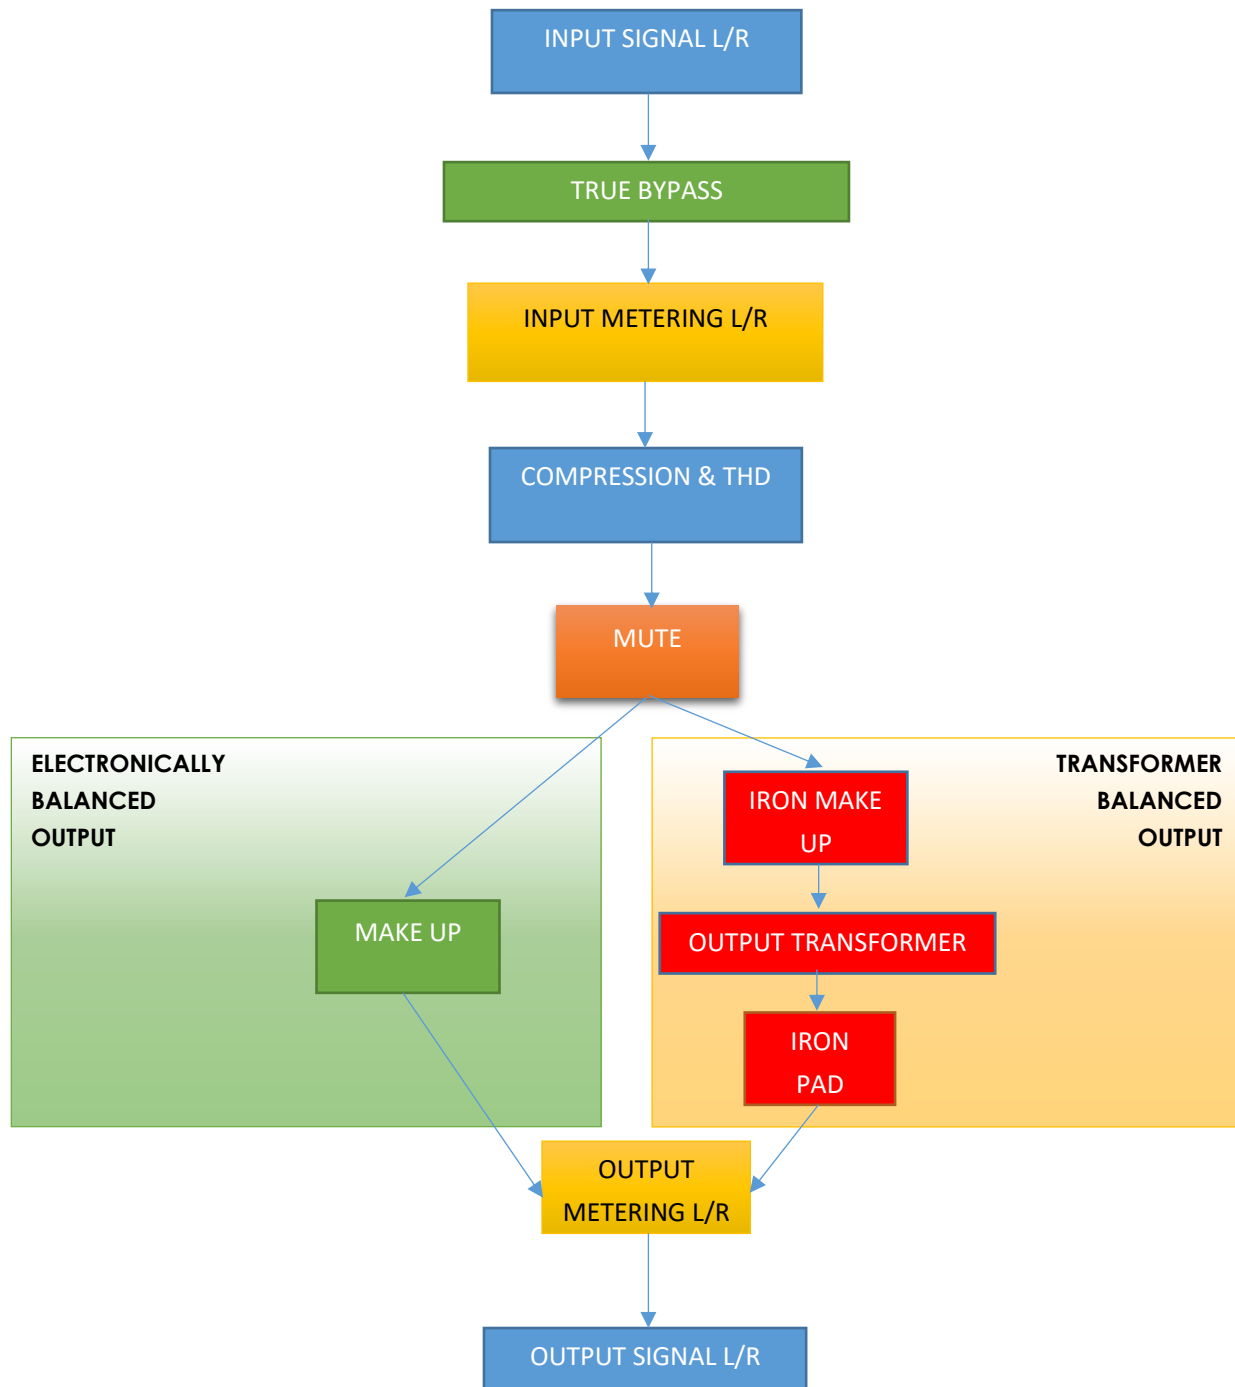 INPUT SIGNAL L/R
TRUE BYPASS
INPUT METERING L/R
COMPRESSION & THD
MUTE
ELECTRONICALLY
BALANCED
OUTPUT
MAKE UP
TRANSFORMER
BALANCED
OUTPUT
IRON MAKE
UP
OUTPUT TRANSFORMER
IRON
PAD
OUTPUT
METERING L/R
OUTPUT SIGNAL L/R